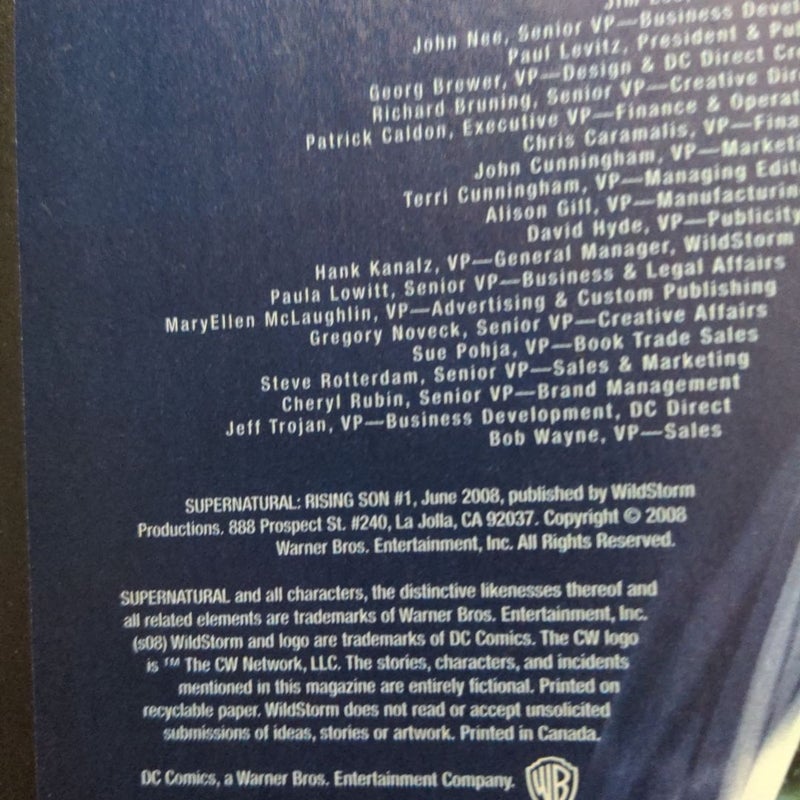 John Nee, Senior VP—Business
Paul Levitz, President &
Georg Brewer, VP—Design & DC Direct
Richard Bruning, Senior VP—Creative
Patrick Caldon, Executive VP—Finance &
Chris Caramalis, VP—
John Cunningham, VP—
Terri Cunningham, VP—Managing
Alison Gill, VP—
David Hyde, VP—Publicity
Hank Kanalz, VP—General Manager, WildStorm
Paula Lowitt, Senior VP—Business & Legal Affairs
MaryEllen McLaughlin, VP—Advertising & Custom Publishing
Gregory Noveck, Senior VP—Creative Affairs
Sue Pohja, VP—Book Trade Sales
Steve Rotterdam, Senior VP—Sales & Marketing
Cheryl Rubin, Senior VP—Brand Management
Jeff Trojan, VP—Business Development, DC Direct
Bob Wayne, VP—Sales
SUPERNATURAL: RISING SON #1, June 2008, published by WildStorm
Productions. 888 Prospect St. #240, La Jolla, CA 92037. Copyright © 2008
Warner Bros. Entertainment, Inc. All Rights Reserved.
SUPERNATURAL and all characters, the distinctive likenesses thereof and
all related elements are trademarks of Warner Bros. Entertainment, Inc.
(s08) WildStorm and logo are trademarks of DC Comics. The CW logo
is ™ The CW Network, LLC. The stories, characters, and incidents
mentioned in this magazine are entirely fictional. Printed on
recyclable paper. WildStorm does not read or accept unsolicited
submissions of ideas, stories or artwork. Printed in Canada.
DC Comics, a Warner Bros. Entertainment Company.
WB